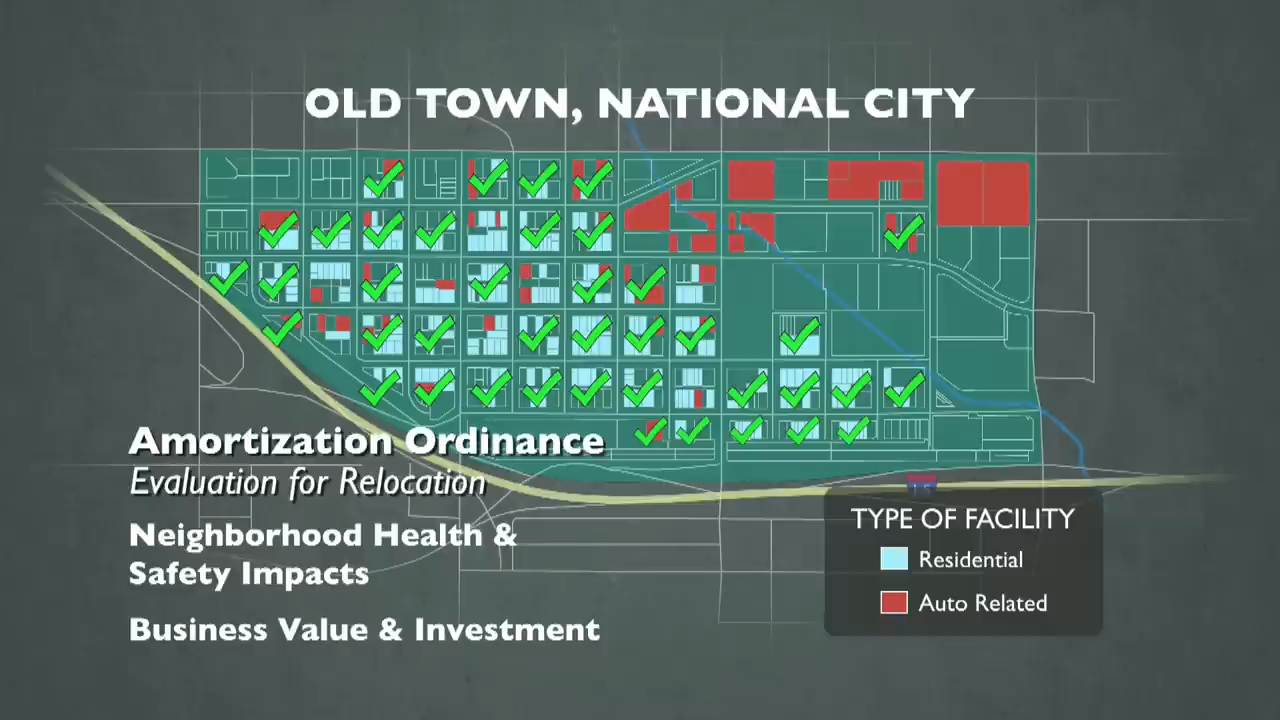 OLD TOWN, NATIONAL CITY
Amortization Ordinance
Evaluation for Relocation
Neighborhood Health &
Safety Impacts
Business Value & Investment
TYPE OF FACILITY
Residential
Auto Related